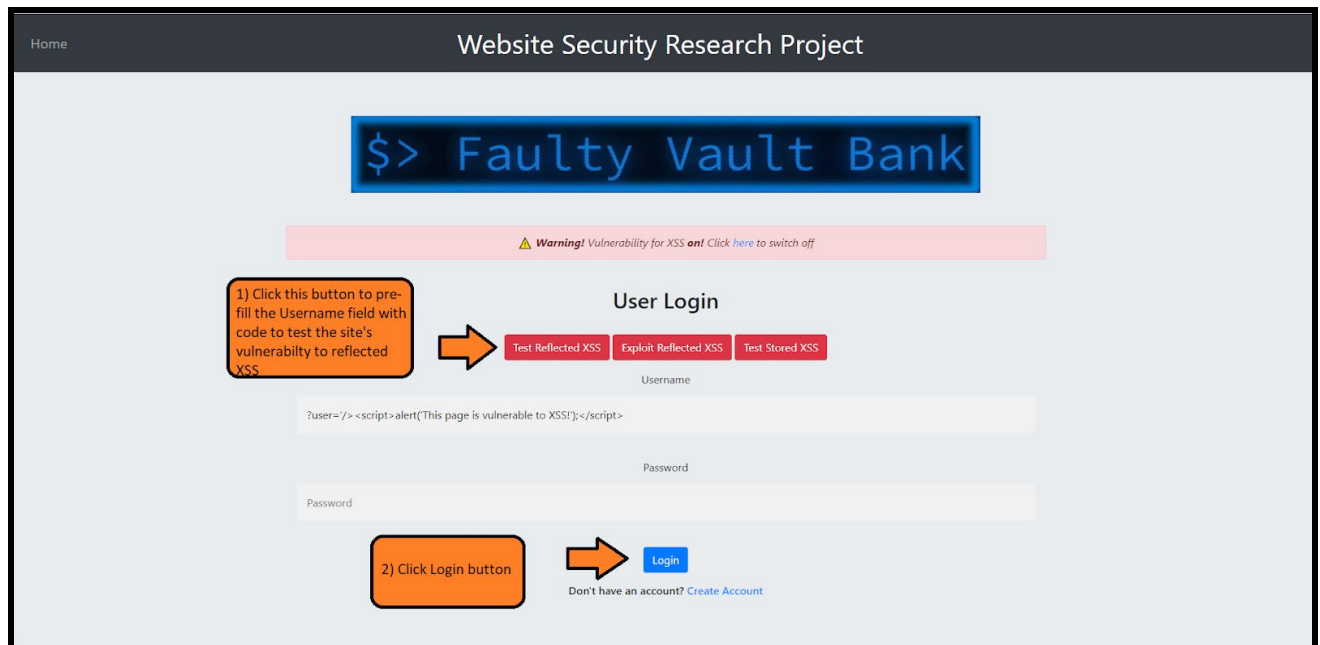 Home
Website Security Research Project
$> Faulty Vault Bank
Warning! Vulnerability for XSS on! Click here to switch off
1) Click this button to pre-
fill the Username field with
code to test the site's
vulnerabilty to reflected
XSS
User Login
Test Reflected XSS
Exploit Reflected XSS
Test Stored XSS
Username
?user='/><script>alert('This page is vulnerable to XSS!');</script>
Password
Password
2) Click Login button
Login
Don't have an account? Create Account